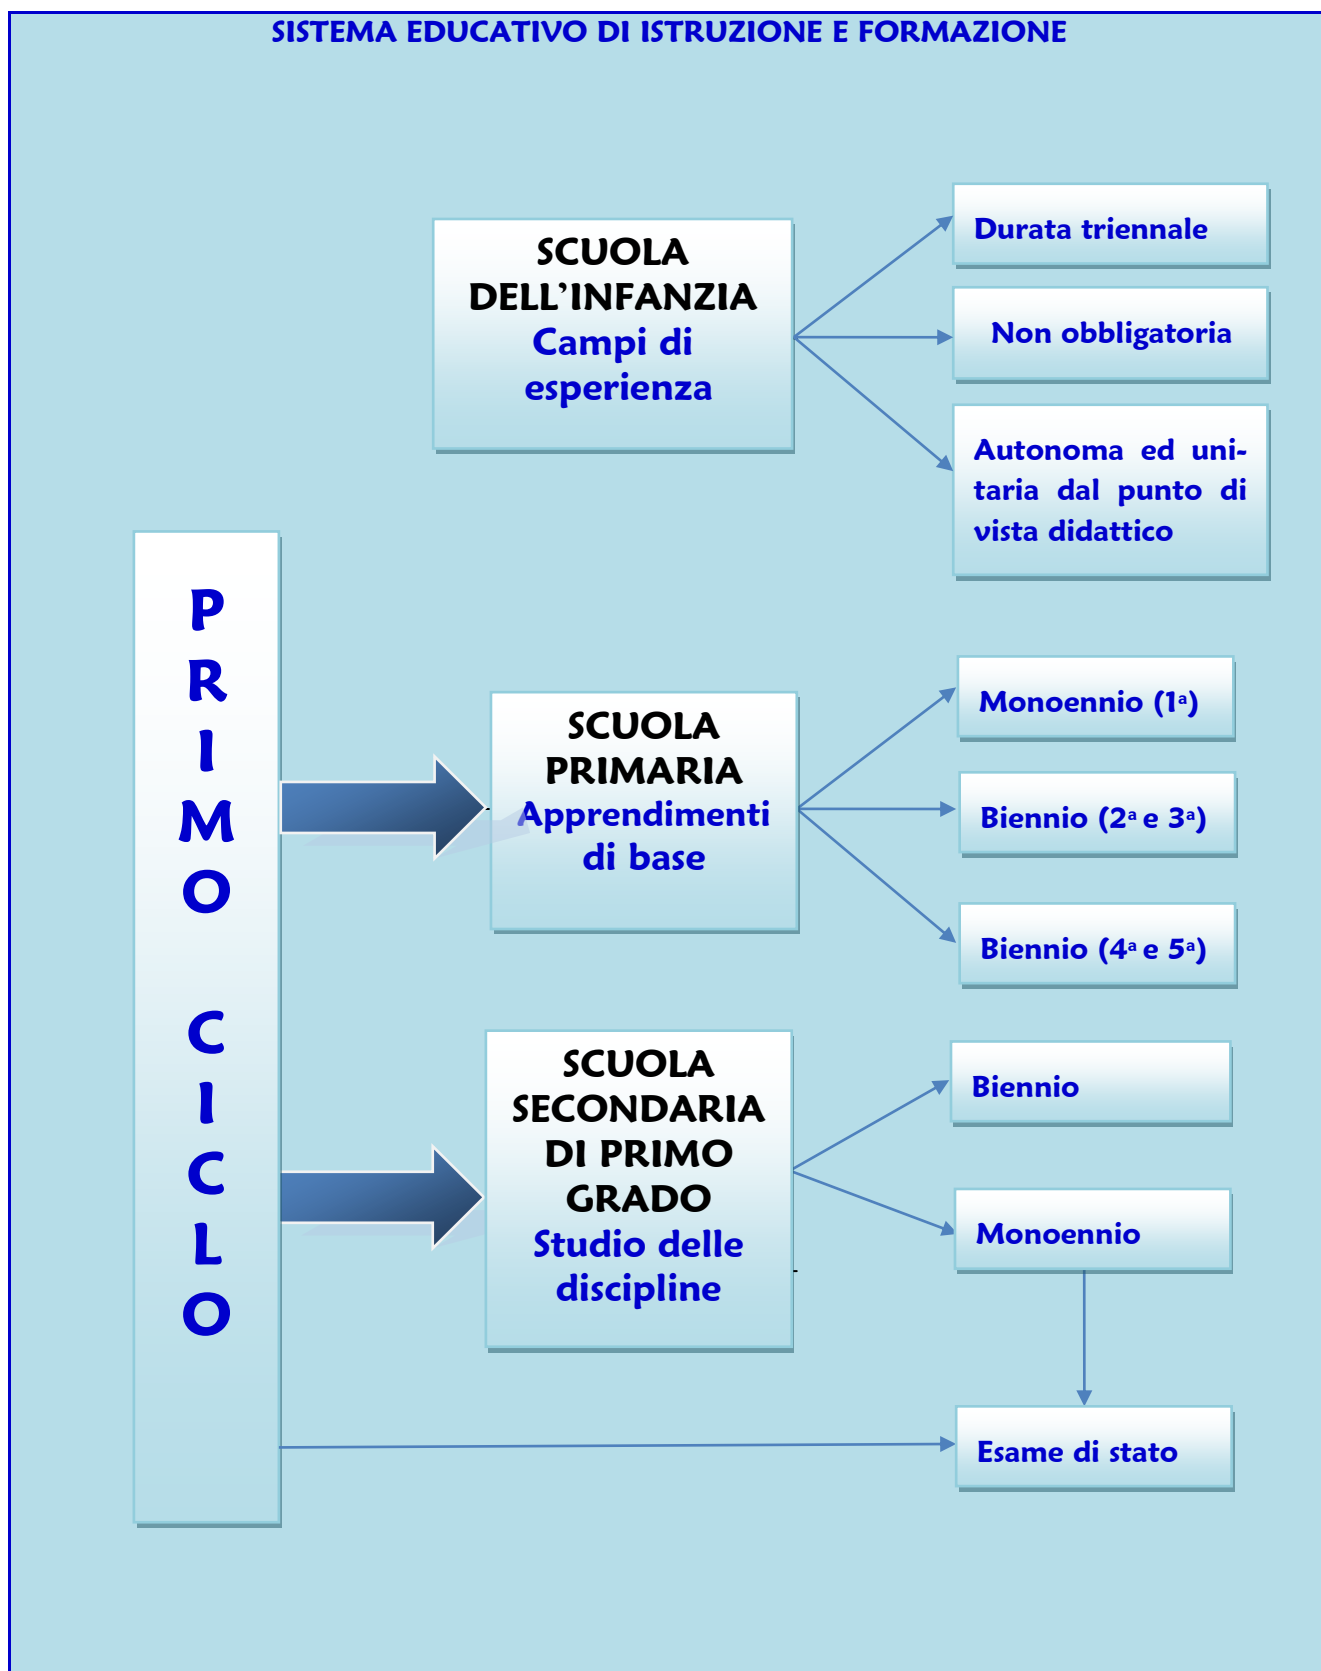 SISTEMA EDUCATIVO DI ISTRUZIONE E FORMAZIONE
SCUOLA
DELL’INFANZIA
Campi di
esperienza
Durata triennale
Non obbligatoria
Autonoma ed uni-
taria dal punto di
vista didattico
P
R
I
M
O
C
I
C
L
O
SCUOLA
PRIMARIA
Apprendimenti
di base
Monoennio (1ª)
Biennio (2ª e 3ª)
Biennio (4ª e 5ª)
SCUOLA
SECONDARIA
DI PRIMO
GRADO
Studio delle
discipline
Biennio
Monoennio
Esame di stato